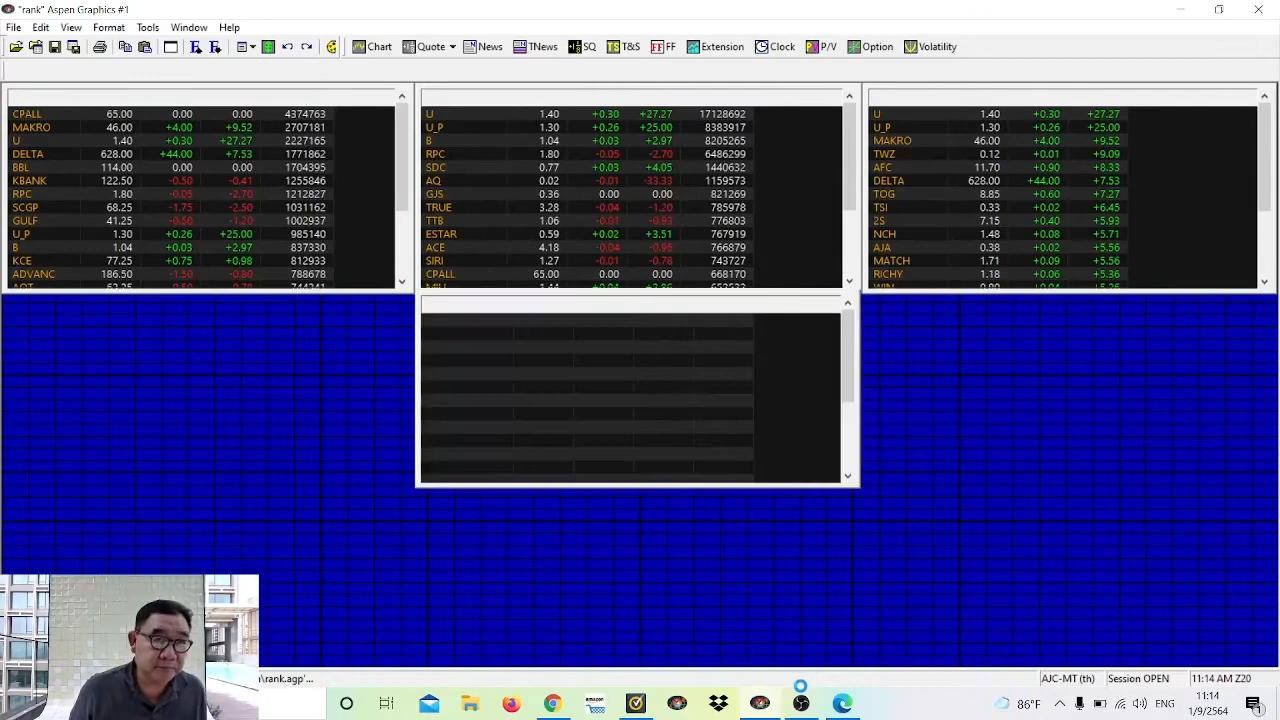 "rank" Aspen Graphics #1
File Edit View Format Tools Window Help
Chart Quote News TNews SQ T&S FF Extension Clock P/V Option Volatility
CPALL 65.00 0.00 0.00 4374763
MAKRO 46.00 +4.00 +9.52 2707181
U 1.40 +0.30 +27.27 2227165
DELTA 628.00 +44.00 +7.53 1771862
BBL 114.00 0.00 0.00 1704395
KBANK 122.50 -0.50 -0.41 1255846
RPC 1.80 -0.05 -2.70 1212827
SCGP 68.25 -1.75 -2.50 1031162
GULF 41.25 -0.50 -1.20 1002937
U_P 1.30 +0.26 +25.00 985140
B 1.04 +0.03 +2.97 837330
KCE 77.25 +0.75 +0.98 812933
ADVANC 186.50 -1.50 -0.80 788678
U 1.40 +0.30 +27.27 17128692
U_P 1.30 +0.26 +25.00 8383917
B 1.04 +0.03 +2.97 8205265
RPC 1.80 -0.05 -2.70 6486299
SDC 0.77 +0.03 +4.05 1440632
AQ 0.02 -0.01 -33.33 1159573
GJS 0.36 0.00 0.00 821269
TRUE 3.28 -0.04 -1.20 785978
TTB 1.06 -0.01 -0.93 776803
ESTAR 0.59 +0.02 +3.51 767919
ACE 4.18 -0.04 -0.95 766879
SIRI 1.27 -0.01 -0.78 743727
CPALL 65.00 0.00 0.00 668170
U 1.40 +0.30 +27.27
U_P 1.30 +0.26 +25.00
MAKRO 46.00 +4.00 +9.52
TWZ 0.12 +0.01 +9.09
AFC 11.70 +0.90 +8.33
DELTA 628.00 +44.00 +7.53
TOG 8.85 +0.60 +7.27
TSI 0.33 +0.02 +6.45
2S 7.15 +0.40 +5.93
NCH 1.48 +0.08 +5.71
AJA 0.38 +0.02 +5.56
MATCH 1.71 +0.09 +5.56
RICHY 1.18 +0.06 +5.36
a\rank.agp'...
AJC-MT (th) Session OPEN 11:14 AM Z20
amazon
88°F ENG 11:14
1/9/2564